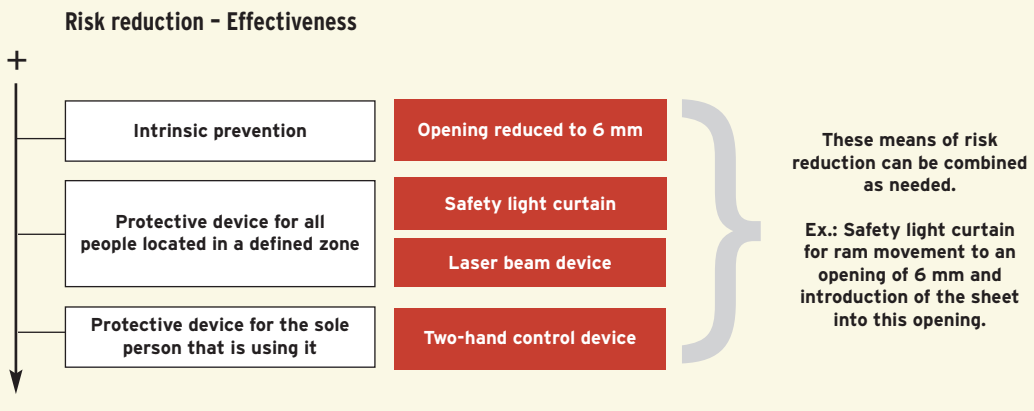 Risk reduction – Effectiveness
+
Intrinsic prevention
Opening reduced to 6 mm
Protective device for all
people located in a defined zone
Safety light curtain
Laser beam device
Protective device for the sole
person that is using it
Two-hand control device
These means of risk
reduction can be combined
as needed.
Ex.: Safety light curtain
for ram movement to an
opening of 6 mm and
introduction of the sheet
into this opening.